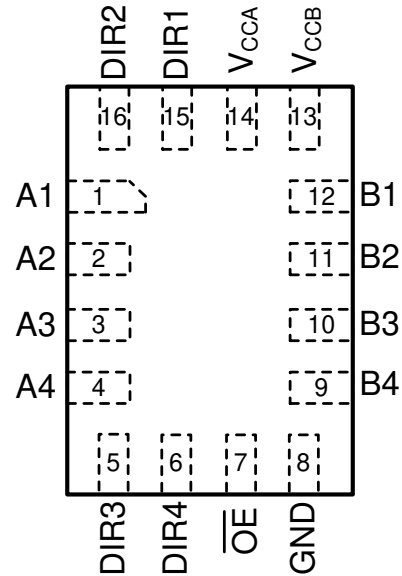 DIR2 DIR1 VCCA VCCB
16 15 14 13
A1 1 12 B1
A2 2 11 B2
A3 3 10 B3
A4 4 9 B4
5 6 7 8
DIR3 DIR4 O̅E̅ GND